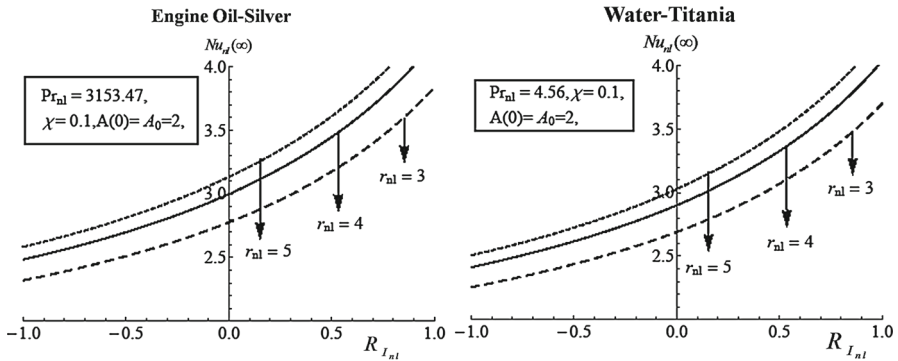 Engine Oil-Silver
Nu_nl(∞)
Pr_nl = 3153.47,
χ= 0.1,A(0)= A_0=2,
4.0
3.5
3.0
2.5
r_nl = 3
r_nl = 4
r_nl = 5
−1.0 −0.5 0.0 0.5 1.0
R_I_nl
Water-Titania
Nu_nl(∞)
Pr_nl = 4.56, χ= 0.1,
A(0)= A_0=2,
4.0
3.5
3.0
2.5
r_nl = 3
r_nl = 4
r_nl = 5
−1.0 −0.5 0.0 0.5 1.0
R_I_nl